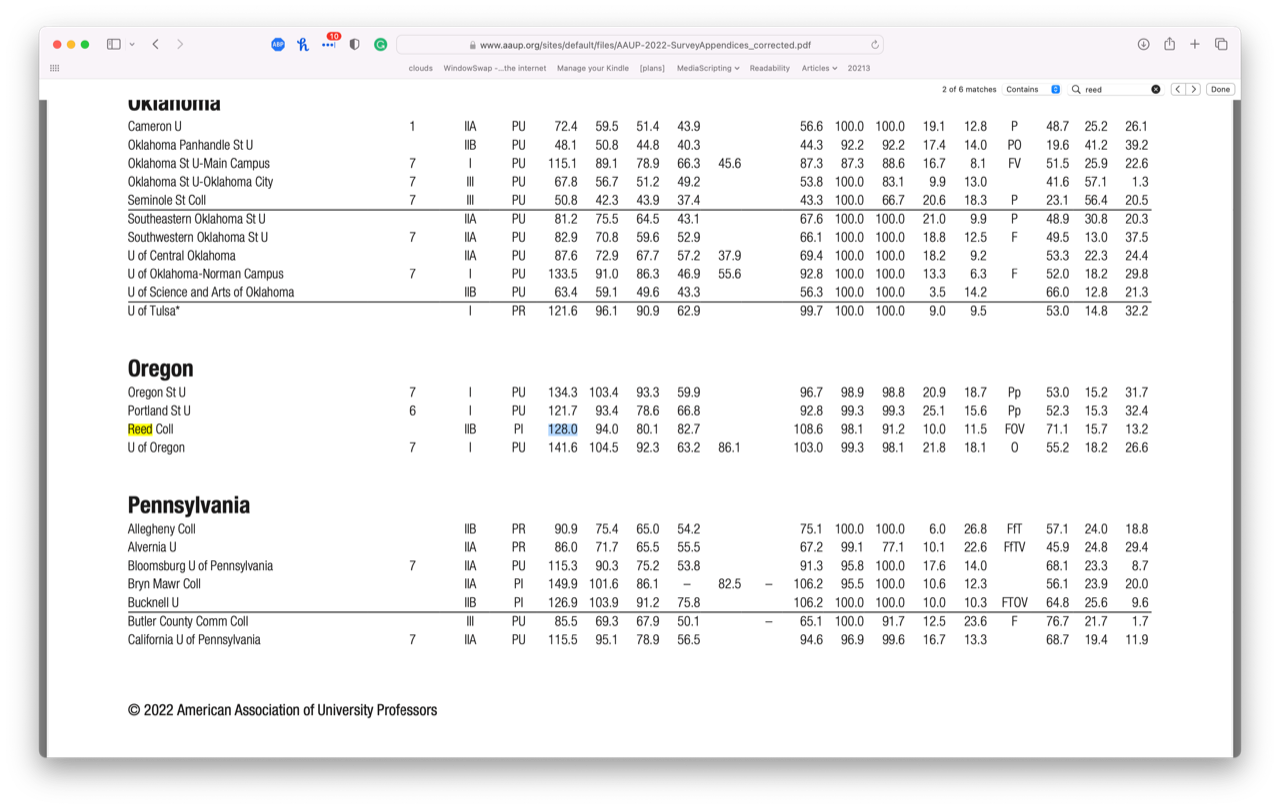 10
ABP
www.aaup.org/sites/default/files/AAUP-2022-SurveyAppendices_corrected.pdf
clouds WindowSwap -...the internet Manage your Kindle [plans] MediaScripting Readability Articles 20213
2 of 6 matches Contains reed Done
Oklahoma
Cameron U 1 IIA PU 72.4 59.5 51.4 43.9 56.6 100.0 100.0 19.1 12.8 P 48.7 25.2 26.1
Oklahoma Panhandle St U IIB PU 48.1 50.8 44.8 40.3 44.3 92.2 92.2 17.4 14.0 PO 19.6 41.2 39.2
Oklahoma St U-Main Campus 7 I PU 115.1 89.1 78.9 66.3 45.6 87.3 87.3 88.6 16.7 8.1 FV 51.5 25.9 22.6
Oklahoma St U-Oklahoma City 7 III PU 67.8 56.7 51.2 49.2 53.8 100.0 83.1 9.9 13.0 41.6 57.1 1.3
Seminole St Coll 7 III PU 50.8 42.3 43.9 37.4 43.3 100.0 66.7 20.6 18.3 P 23.1 56.4 20.5
Southeastern Oklahoma St U IIA PU 81.2 75.5 64.5 43.1 67.6 100.0 100.0 21.0 9.9 P 48.9 30.8 20.3
Southwestern Oklahoma St U 7 IIA PU 82.9 70.8 59.6 52.9 66.1 100.0 100.0 18.8 12.5 F 49.5 13.0 37.5
U of Central Oklahoma IIA PU 87.6 72.9 67.7 57.2 37.9 69.4 100.0 100.0 18.2 9.2 53.3 22.3 24.4
U of Oklahoma-Norman Campus 7 I PU 133.5 91.0 86.3 46.9 55.6 92.8 100.0 100.0 13.3 6.3 F 52.0 18.2 29.8
U of Science and Arts of Oklahoma IIB PU 63.4 59.1 49.6 43.3 56.3 100.0 100.0 3.5 14.2 66.0 12.8 21.3
U of Tulsa* I PR 121.6 96.1 90.9 62.9 99.7 100.0 100.0 9.0 9.5 53.0 14.8 32.2
Oregon
Oregon St U 7 I PU 134.3 103.4 93.3 59.9 96.7 98.9 98.8 20.9 18.7 Pp 53.0 15.2 31.7
Portland St U 6 I PU 121.7 93.4 78.6 66.8 92.8 99.3 99.3 25.1 15.6 Pp 52.3 15.3 32.4
Reed Coll IIB PI 128.0 94.0 80.1 82.7 108.6 98.1 91.2 10.0 11.5 FOV 71.1 15.7 13.2
U of Oregon 7 I PU 141.6 104.5 92.3 63.2 86.1 103.0 99.3 98.1 21.8 18.1 O 55.2 18.2 26.6
Pennsylvania
Allegheny Coll IIB PR 90.9 75.4 65.0 54.2 75.1 100.0 100.0 6.0 26.8 FfT 57.1 24.0 18.8
Alvernia U IIA PR 86.0 71.7 65.5 55.5 67.2 99.1 77.1 10.1 22.6 FfTV 45.9 24.8 29.4
Bloomsburg U of Pennsylvania 7 IIA PU 115.3 90.3 75.2 53.8 91.3 95.8 100.0 17.6 14.0 68.1 23.3 8.7
Bryn Mawr Coll IIA PI 149.9 101.6 86.1 – 82.5 – 106.2 95.5 100.0 10.6 12.3 56.1 23.9 20.0
Bucknell U IIB PI 126.9 103.9 91.2 75.8 106.2 100.0 100.0 10.0 10.3 FTOV 64.8 25.6 9.6
Butler County Comm Coll III PU 85.5 69.3 67.9 50.1 – 65.1 100.0 91.7 12.5 23.6 F 76.7 21.7 1.7
California U of Pennsylvania 7 IIA PU 115.5 95.1 78.9 56.5 94.6 96.9 99.6 16.7 13.3 68.7 19.4 11.9
© 2022 American Association of University Professors